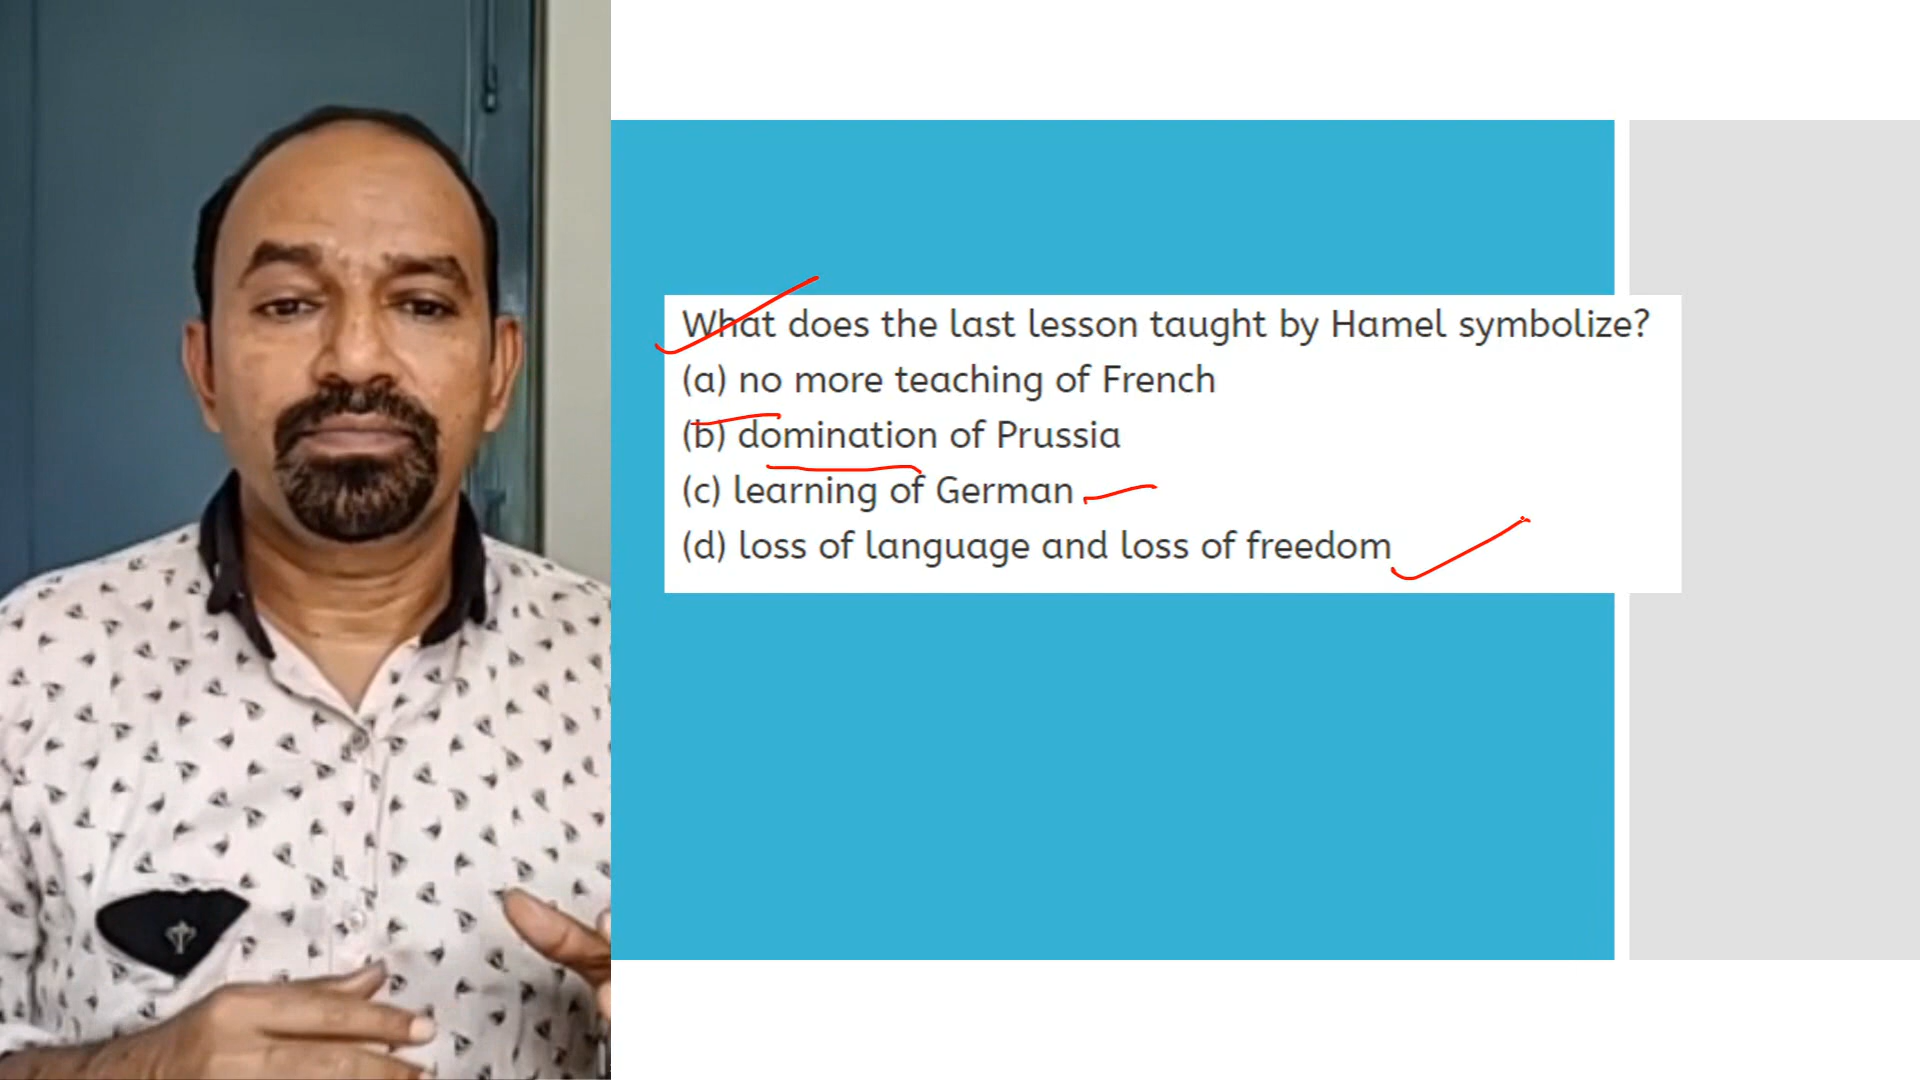 What does the last lesson taught by Hamel symbolize?
(a) no more teaching of French
(b) domination of Prussia
(c) learning of German
(d) loss of language and loss of freedom